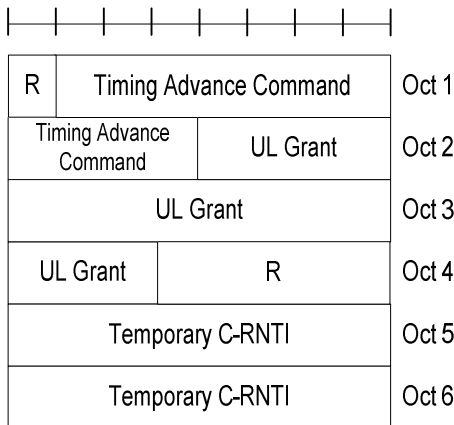 R Timing Advance Command Oct 1
Timing Advance
Command
UL Grant Oct 2
UL Grant Oct 3
UL Grant R Oct 4
Temporary C-RNTI Oct 5
Temporary C-RNTI Oct 6